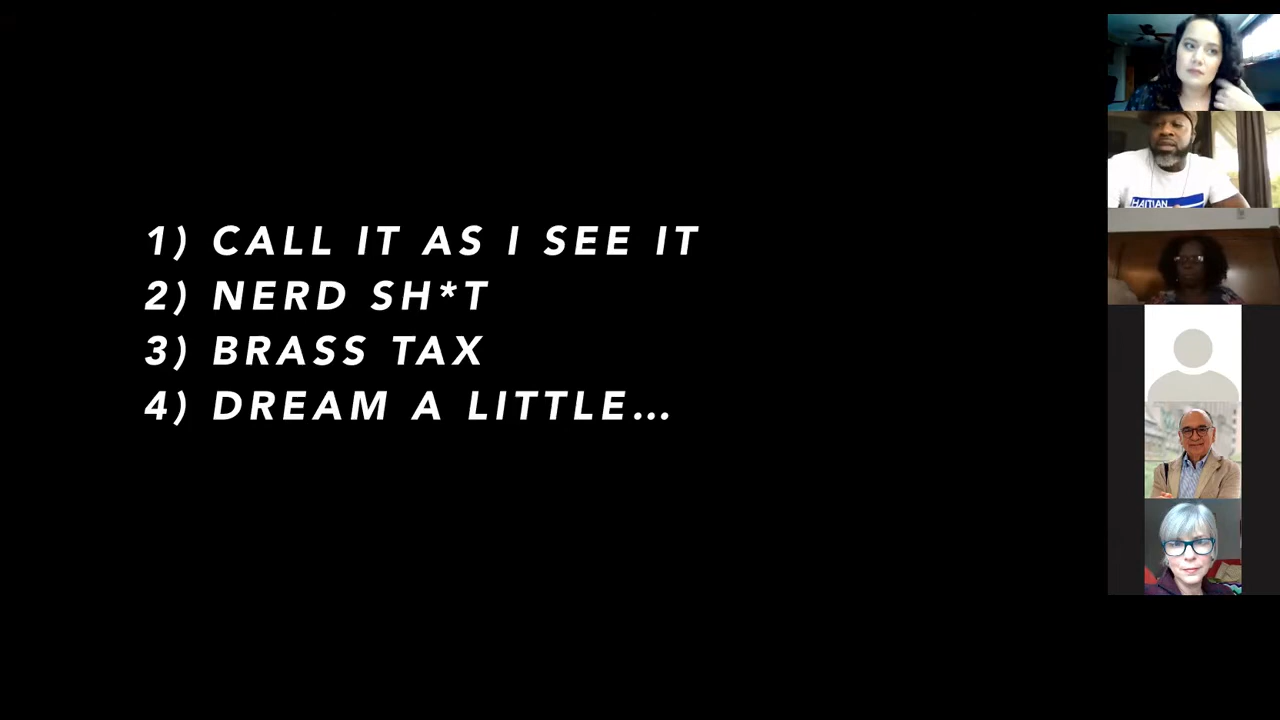 1) CALL IT AS I SEE IT
2) NERD SH*T
3) BRASS TAX
4) DREAM A LITTLE...
HAITIAN